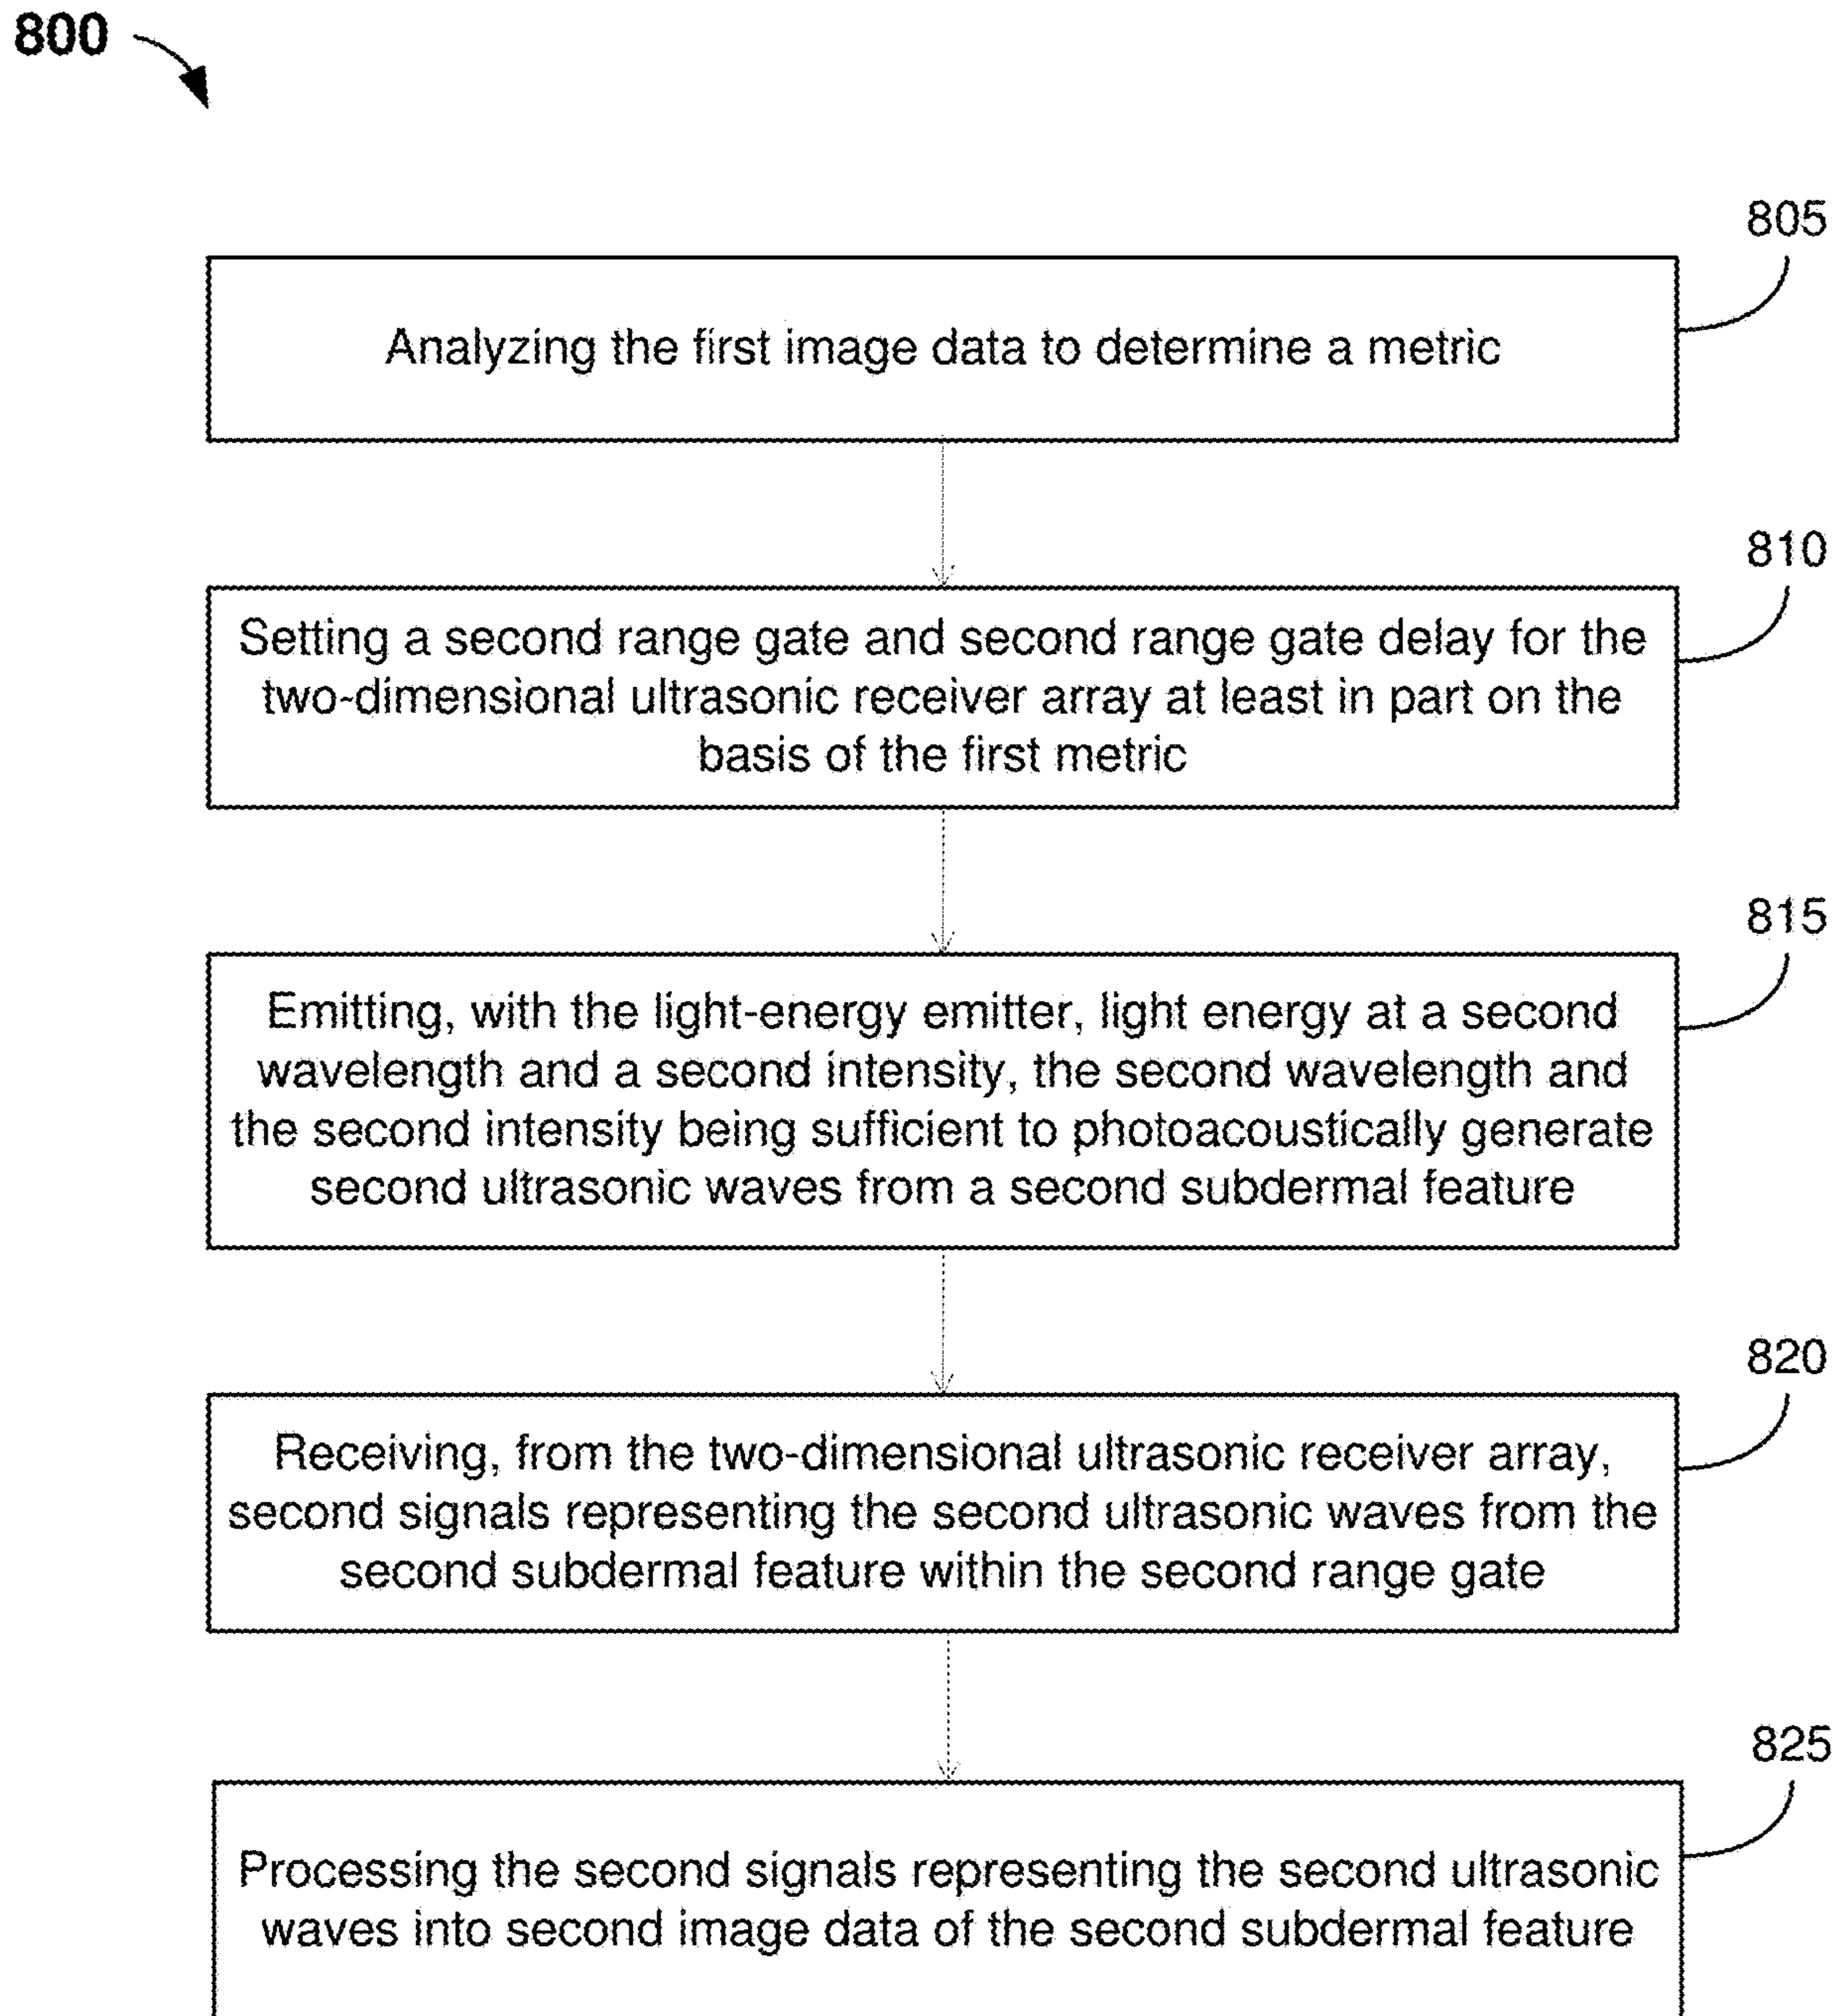 800
805
Analyzing the first image data to determine a metric
810
Setting a second range gate and second range gate delay for the
two-dimensional ultrasonic receiver array at least in part on the
basis of the first metric
815
Emitting, with the light-energy emitter, light energy at a second
wavelength and a second intensity, the second wavelength and
the second intensity being sufficient to photoacoustically generate
second ultrasonic waves from a second subdermal feature
820
Receiving, from the two-dimensional ultrasonic receiver array,
second signals representing the second ultrasonic waves from the
second subdermal feature within the second range gate
825
Processing the second signals representing the second ultrasonic
waves into second image data of the second subdermal feature